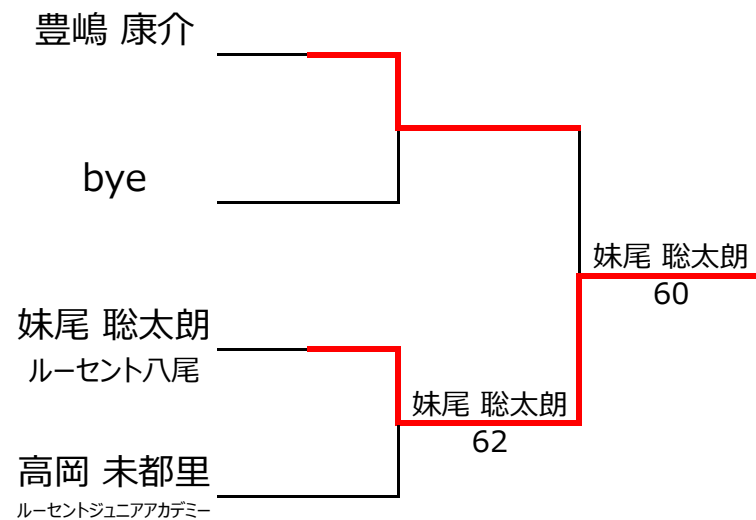 豊嶋 康介
bye
妹尾 聡太朗
ルーセント八尾
高岡 未都里
ルーセントジュニアアカデミー
妹尾 聡太朗
62
妹尾 聡太朗
60